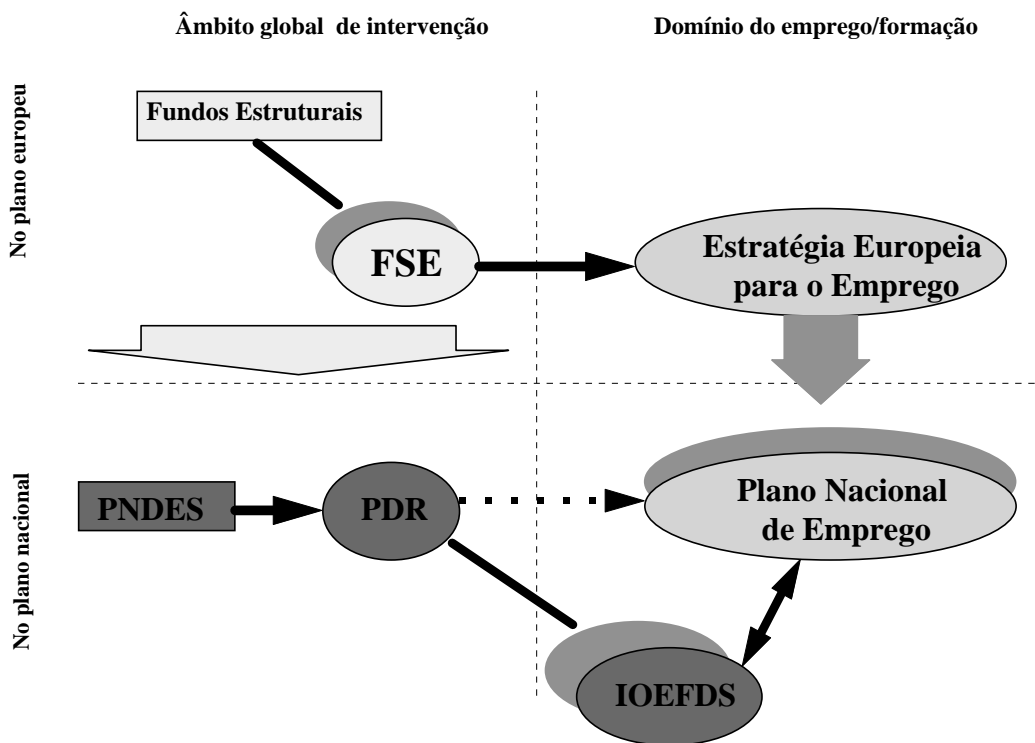 Âmbito global de intervenção
Domínio do emprego/formação
No plano europeu
Fundos Estruturais
FSE
Estratégia Europeia
para o Emprego
No plano nacional
PNDES
PDR
Plano Nacional
de Emprego
IOEFDS